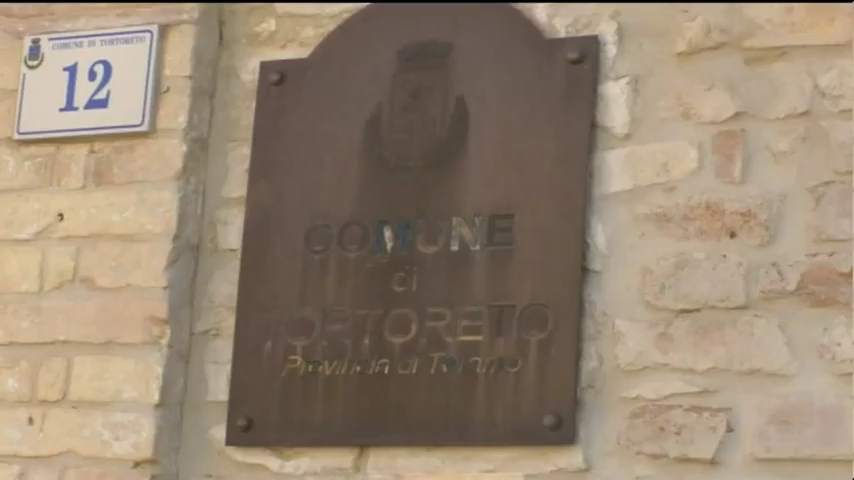 COMUNE DI TORTORETO
12
COMUNE
di
TORTORETO
Provincia di Teramo